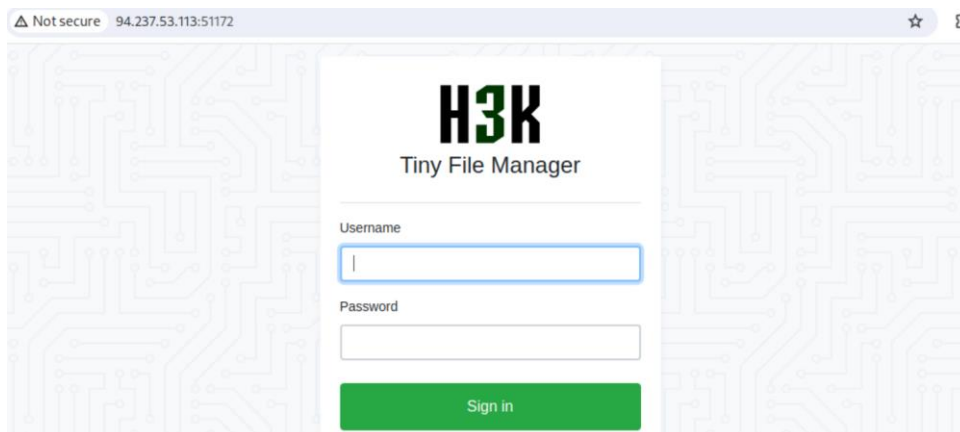 Not secure 94.237.53.113:51172
H3K
Tiny File Manager
Username
Password
Sign in